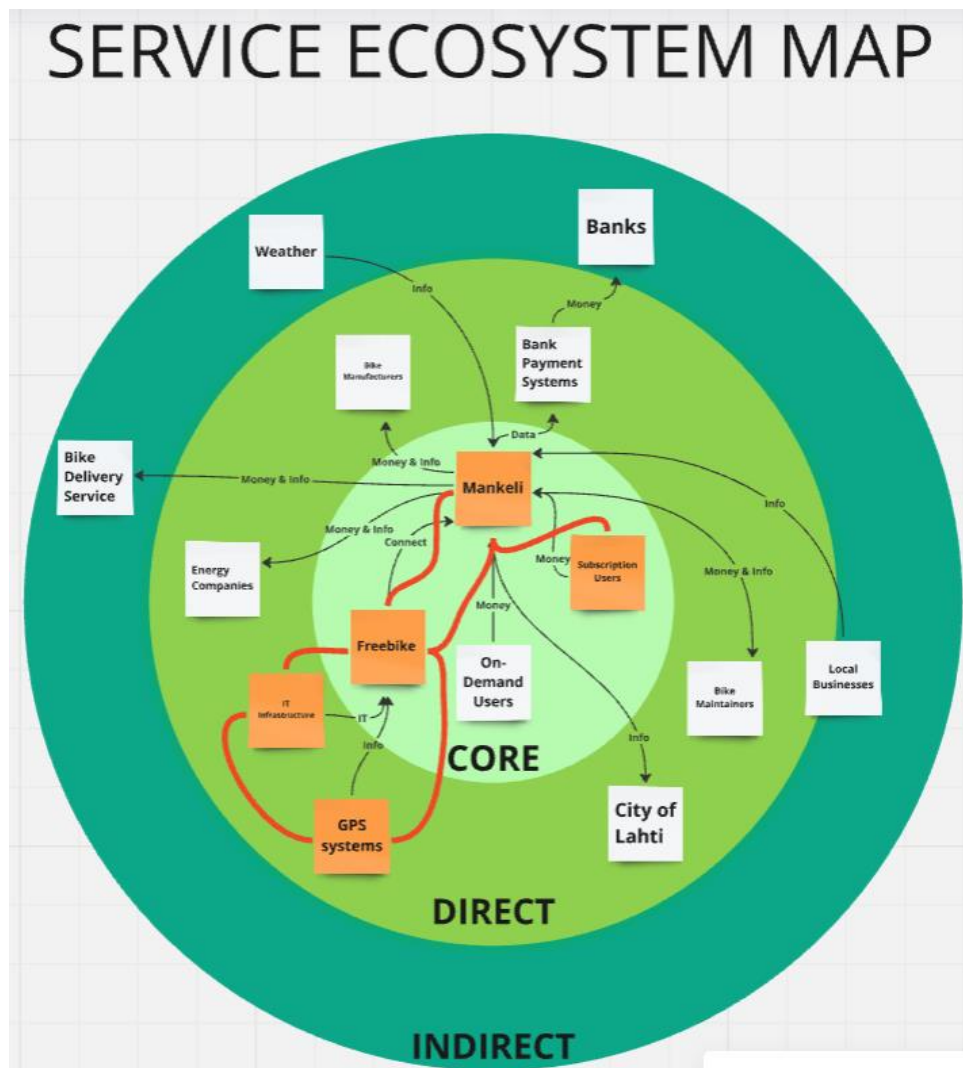 SERVICE ECOSYSTEM MAP
Banks
Weather
Info
Money
Bank
Payment
Systems
Bike
Manufacturers
Data
Bike
Delivery
Service
Money & Info
Money & Info
Mankeli
Info
Money & Info
Connect
Energy
Companies
Money
Subscription
Users
Money & Info
Money
Freebike
On-
Demand
Users
Local
Businesses
Bike
Maintainers
IT
Infrastructure
IT
Info
Info
CORE
City of
Lahti
GPS
systems
DIRECT
INDIRECT